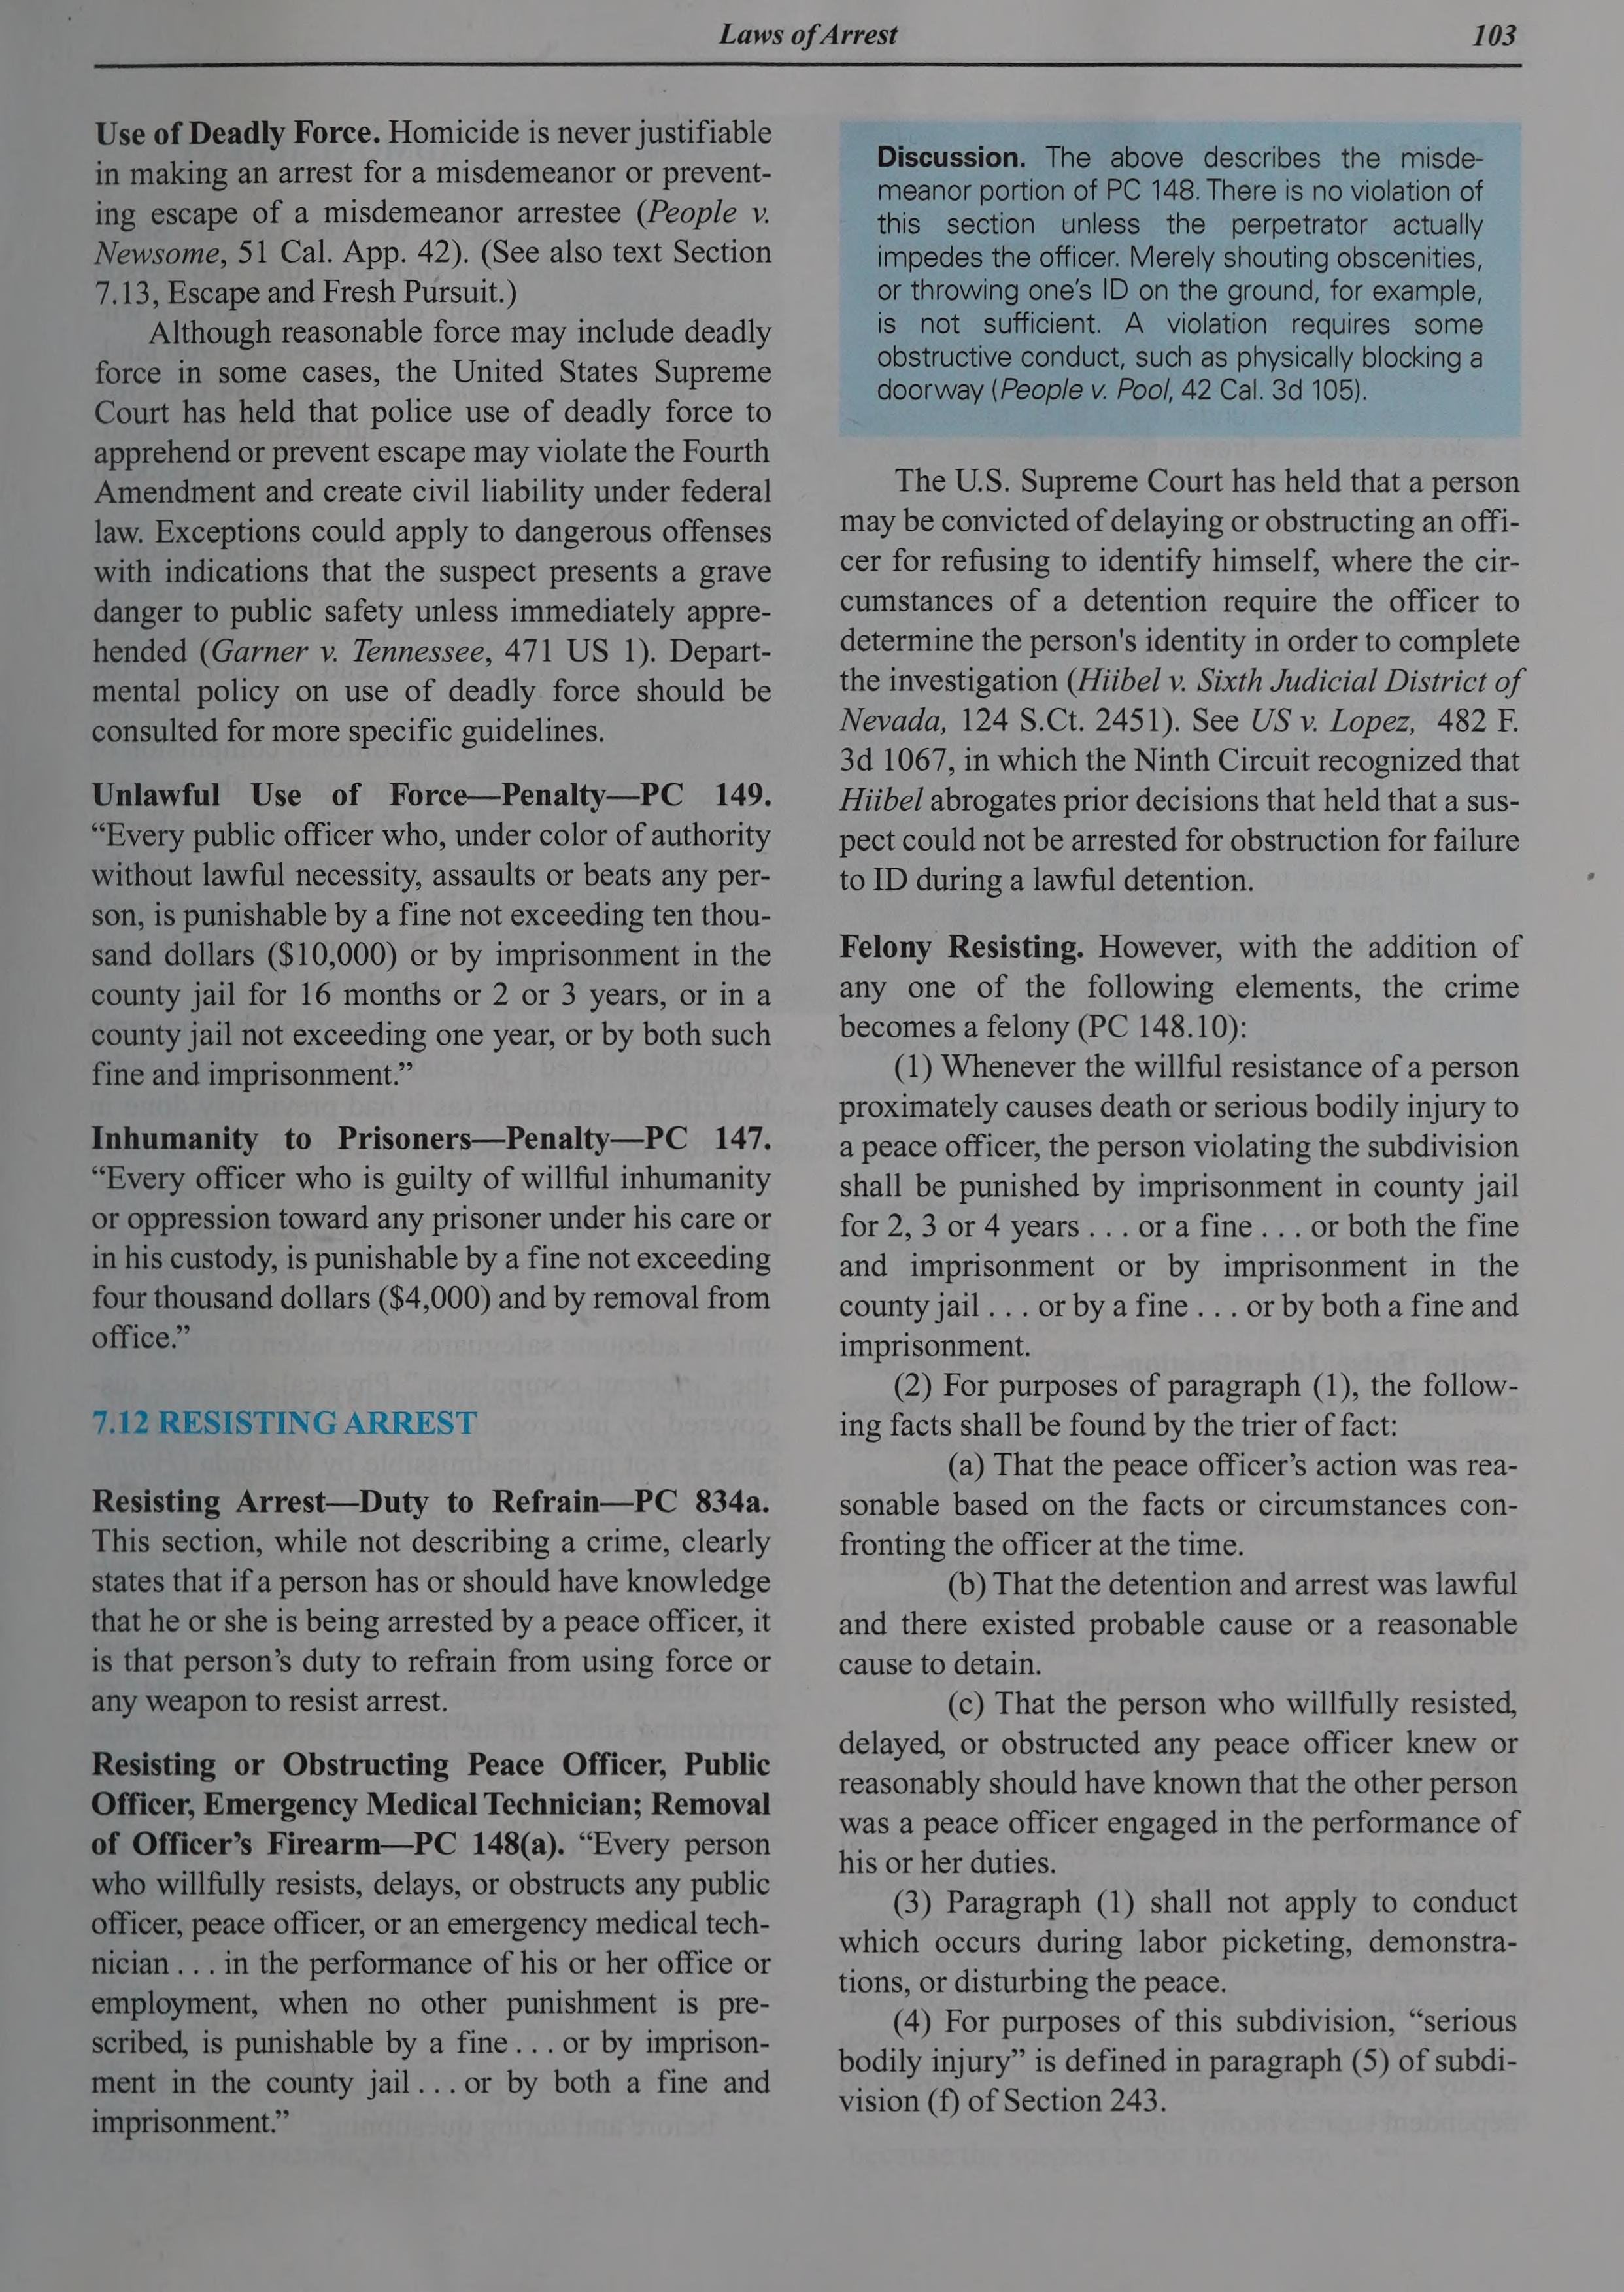 Laws of Arrest 103
Use of Deadly Force. Homicide is never justifiable
in making an arrest for a misdemeanor or prevent-
ing escape of a misdemeanor arrestee (People v.
Newsome, 51 Cal. App. 42). (See also text Section
7.13, Escape and Fresh Pursuit.)
Although reasonable force may include deadly
force in some cases, the United States Supreme
Court has held that police use of deadly force to
apprehend or prevent escape may violate the Fourth
Amendment and create civil liability under federal
law. Exceptions could apply to dangerous offenses
with indications that the suspect presents a grave
danger to public safety unless immediately appre-
hended (Garner v. Tennessee, 471 US 1). Depart-
mental policy on use of deadly force should be
consulted for more specific guidelines.
Unlawful Use of Force—Penalty—PC 149.
“Every public officer who, under color of authority
without lawful necessity, assaults or beats any per-
son, is punishable by a fine not exceeding ten thou-
sand dollars ($10,000) or by imprisonment in the
county jail for 16 months or 2 or 3 years, or in a
county jail not exceeding one year, or by both such
fine and imprisonment.”
Inhumanity to Prisoners—Penalty—PC 147.
“Every officer who is guilty of willful inhumanity
or oppression toward any prisoner under his care or
in his custody, is punishable by a fine not exceeding
four thousand dollars ($4,000) and by removal from
office.”
7.12 RESISTING ARREST
Resisting Arrest—Duty to Refrain—PC 834a.
This section, while not describing a crime, clearly
states that if a person has or should have knowledge
that he or she is being arrested by a peace officer, it
is that person’s duty to refrain from using force or
any weapon to resist arrest.
Resisting or Obstructing Peace Officer, Public
Officer, Emergency Medical Technician; Removal
of Officer’s Firearm—PC 148(a). “Every person
who willfully resists, delays, or obstructs any public
officer, peace officer, or an emergency medical tech-
nician . . . in the performance of his or her office or
employment, when no other punishment is pre-
scribed, is punishable by a fine . . . or by imprison-
ment in the county jail . . . or by both a fine and
imprisonment.”
Discussion. The above describes the misde-
meanor portion of PC 148. There is no violation of
this section unless the perpetrator actually
impedes the officer. Merely shouting obscenities,
or throwing one’s ID on the ground, for example,
is not sufficient. A violation requires some
obstructive conduct, such as physically blocking a
doorway (People v. Pool, 42 Cal. 3d 105).
The U.S. Supreme Court has held that a person
may be convicted of delaying or obstructing an offi-
cer for refusing to identify himself, where the cir-
cumstances of a detention require the officer to
determine the person's identity in order to complete
the investigation (Hiibel v. Sixth Judicial District of
Nevada, 124 S.Ct. 2451). See US v. Lopez, 482 F.
3d 1067, in which the Ninth Circuit recognized that
Hiibel abrogates prior decisions that held that a sus-
pect could not be arrested for obstruction for failure
to ID during a lawful detention.
Felony Resisting. However, with the addition of
any one of the following elements, the crime
becomes a felony (PC 148.10):
(1) Whenever the willful resistance of a person
proximately causes death or serious bodily injury to
a peace officer, the person violating the subdivision
shall be punished by imprisonment in county jail
for 2, 3 or 4 years . . . or a fine . . . or both the fine
and imprisonment or by imprisonment in the
county jail . . . or by a fine . . . or by both a fine and
imprisonment.
(2) For purposes of paragraph (1), the follow-
ing facts shall be found by the trier of fact:
(a) That the peace officer’s action was rea-
sonable based on the facts or circumstances con-
fronting the officer at the time.
(b) That the detention and arrest was lawful
and there existed probable cause or a reasonable
cause to detain.
(c) That the person who willfully resisted,
delayed, or obstructed any peace officer knew or
reasonably should have known that the other person
was a peace officer engaged in the performance of
his or her duties.
(3) Paragraph (1) shall not apply to conduct
which occurs during labor picketing, demonstra-
tions, or disturbing the peace.
(4) For purposes of this subdivision, “serious
bodily injury” is defined in paragraph (5) of subdi-
vision (f) of Section 243.